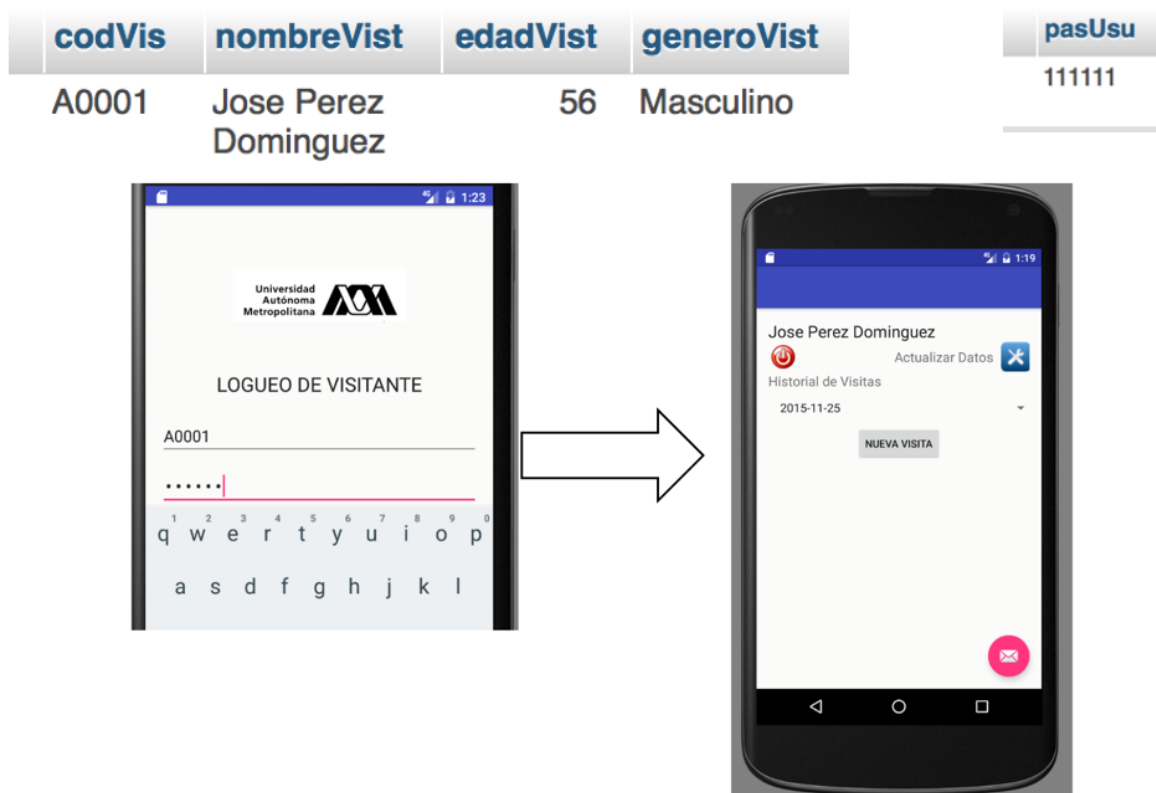 codVis nombreVist edadVist generoVist pasUsu
A0001 Jose Perez 56 Masculino 111111
Dominguez
4G 1:23
Universidad
Autónoma
Metropolitana
LOGUEO DE VISITANTE
A0001
••••••
1 2 3 4 5 6 7 8 9 0
q w e r t y u i o p
a s d f g h j k l
4G 1:19
Jose Perez Dominguez
Actualizar Datos
Historial de Visitas
2015-11-25
NUEVA VISITA